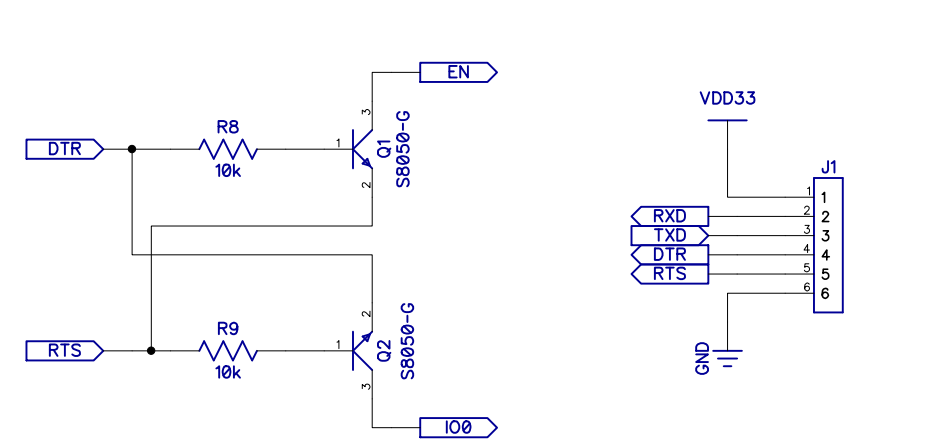 EN
3
R8
DTR
1
Q1
S8050-G
10k
2
2
R9
RTS
1
Q2
S8050-G
10k
3
IO0
VDD33
J1
1 1
RXD 2 2
TXD 3 3
DTR 4 4
RTS 5 5
6 6
GND